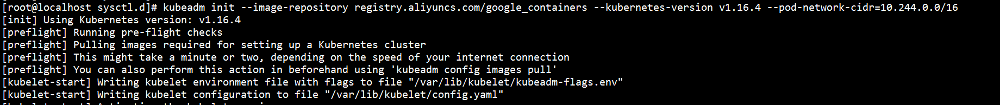 [root@localhost sysctl.d]# kubeadm init --image-repository registry.aliyuncs.com/google_containers --kubernetes-version v1.16.4 --pod-network-cidr=10.244.0.0/16
[init] Using Kubernetes version: v1.16.4
[preflight] Running pre-flight checks
[preflight] Pulling images required for setting up a Kubernetes cluster
[preflight] This might take a minute or two, depending on the speed of your internet connection
[preflight] You can also perform this action in beforehand using 'kubeadm config images pull'
[kubelet-start] Writing kubelet environment file with flags to file "/var/lib/kubelet/kubeadm-flags.env"
[kubelet-start] Writing kubelet configuration to file "/var/lib/kubelet/config.yaml"